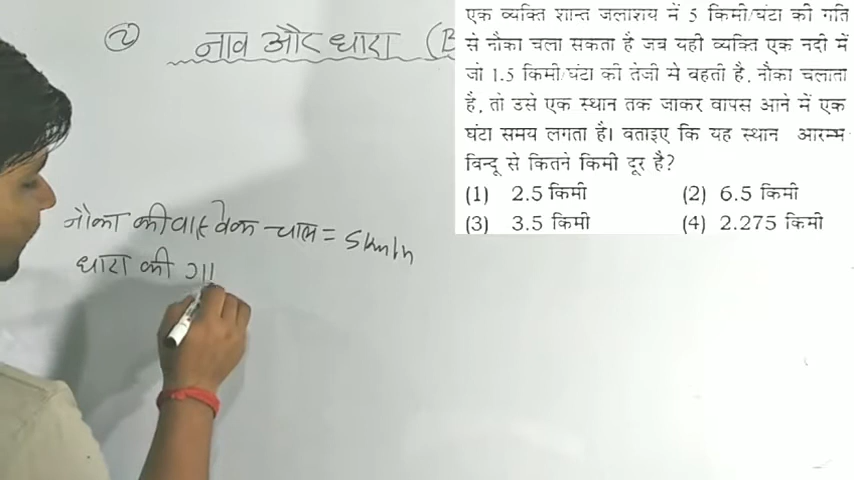 ② नाव और धारा (B
एक व्यक्ति शान्त जलाशय में 5 किमी/घंटा की गति
से नौका चला सकता है जब यही व्यक्ति एक नदी में
जो 1.5 किमी/घंटा की तेजी से बहती है, नौका चलाता
है, तो उसे एक स्थान तक जाकर वापस आने में एक
घंटा समय लगता है। बताइए कि यह स्थान आरम्भ
बिन्दू से कितने किमी दूर है?
(1) 2.5 किमी (2) 6.5 किमी
(3) 3.5 किमी (4) 2.275 किमी
नौका की चाल = 5km/h
धारा की